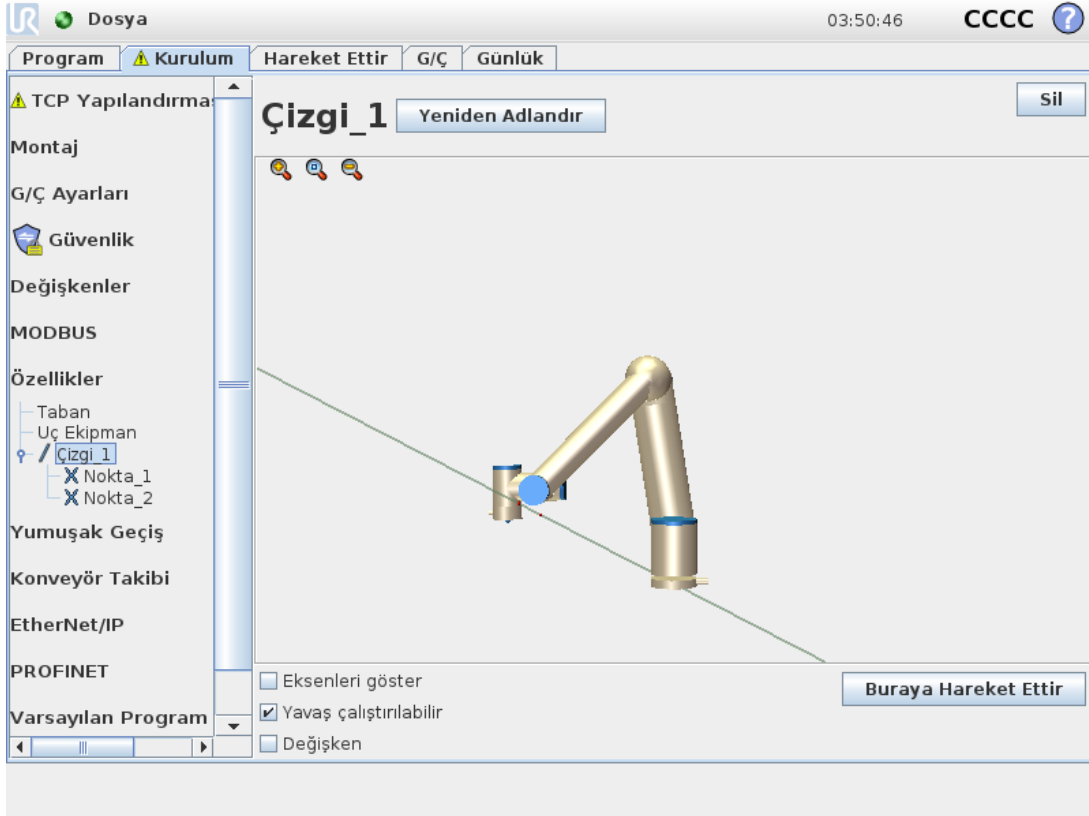 UR Dosya 03:50:46 CCCC ?
Program Kurulum Hareket Ettir G/Ç Günlük
TCP Yapılandırmas
Montaj
G/Ç Ayarları
Güvenlik
Değişkenler
MODBUS
Özellikler
Taban
Uç Ekipman
Çizgi_1
Nokta_1
Nokta_2
Yumuşak Geçiş
Konveyör Takibi
EtherNet/IP
PROFINET
Varsayılan Program
Çizgi_1 Yeniden Adlandır Sil
Eksenleri göster
Yavaş çalıştırılabilir
Değişken
Buraya Hareket Ettir